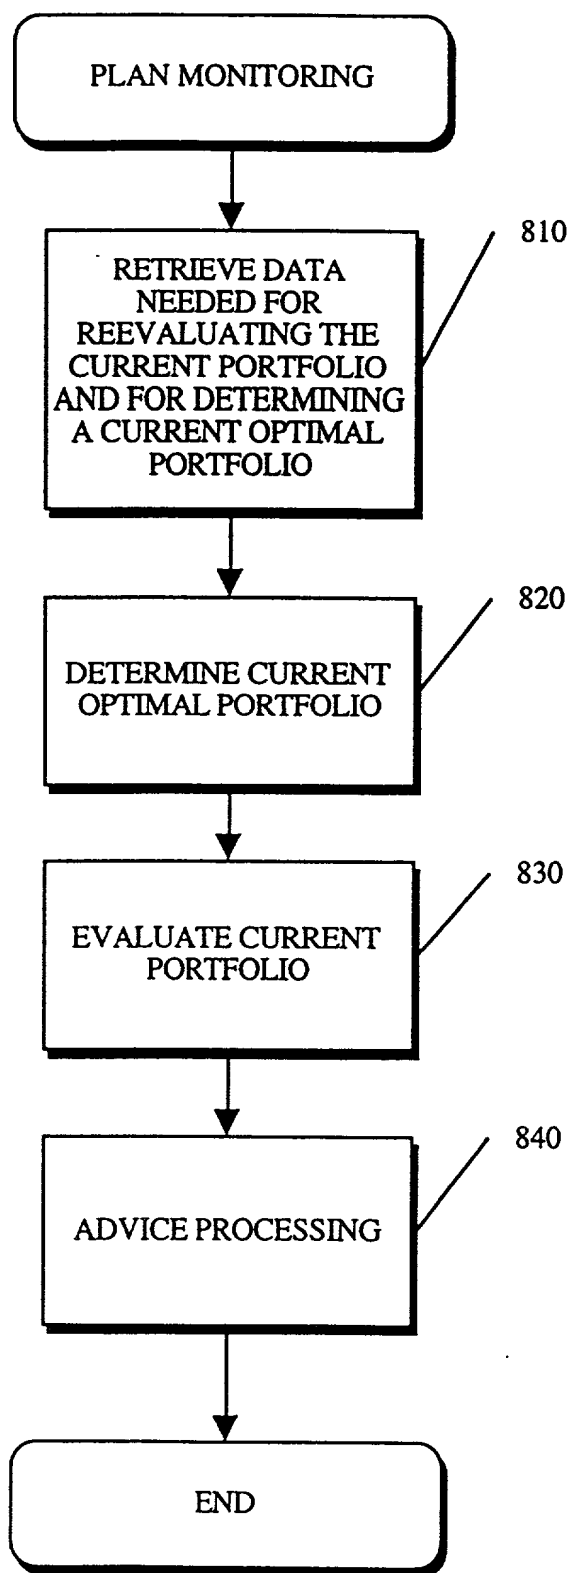 PLAN MONITORING
810
RETRIEVE DATA
NEEDED FOR
REEVALUATING THE
CURRENT PORTFOLIO
AND FOR DETERMINING
A CURRENT OPTIMAL
PORTFOLIO
820
DETERMINE CURRENT
OPTIMAL PORTFOLIO
830
EVALUATE CURRENT
PORTFOLIO
840
ADVICE PROCESSING
END